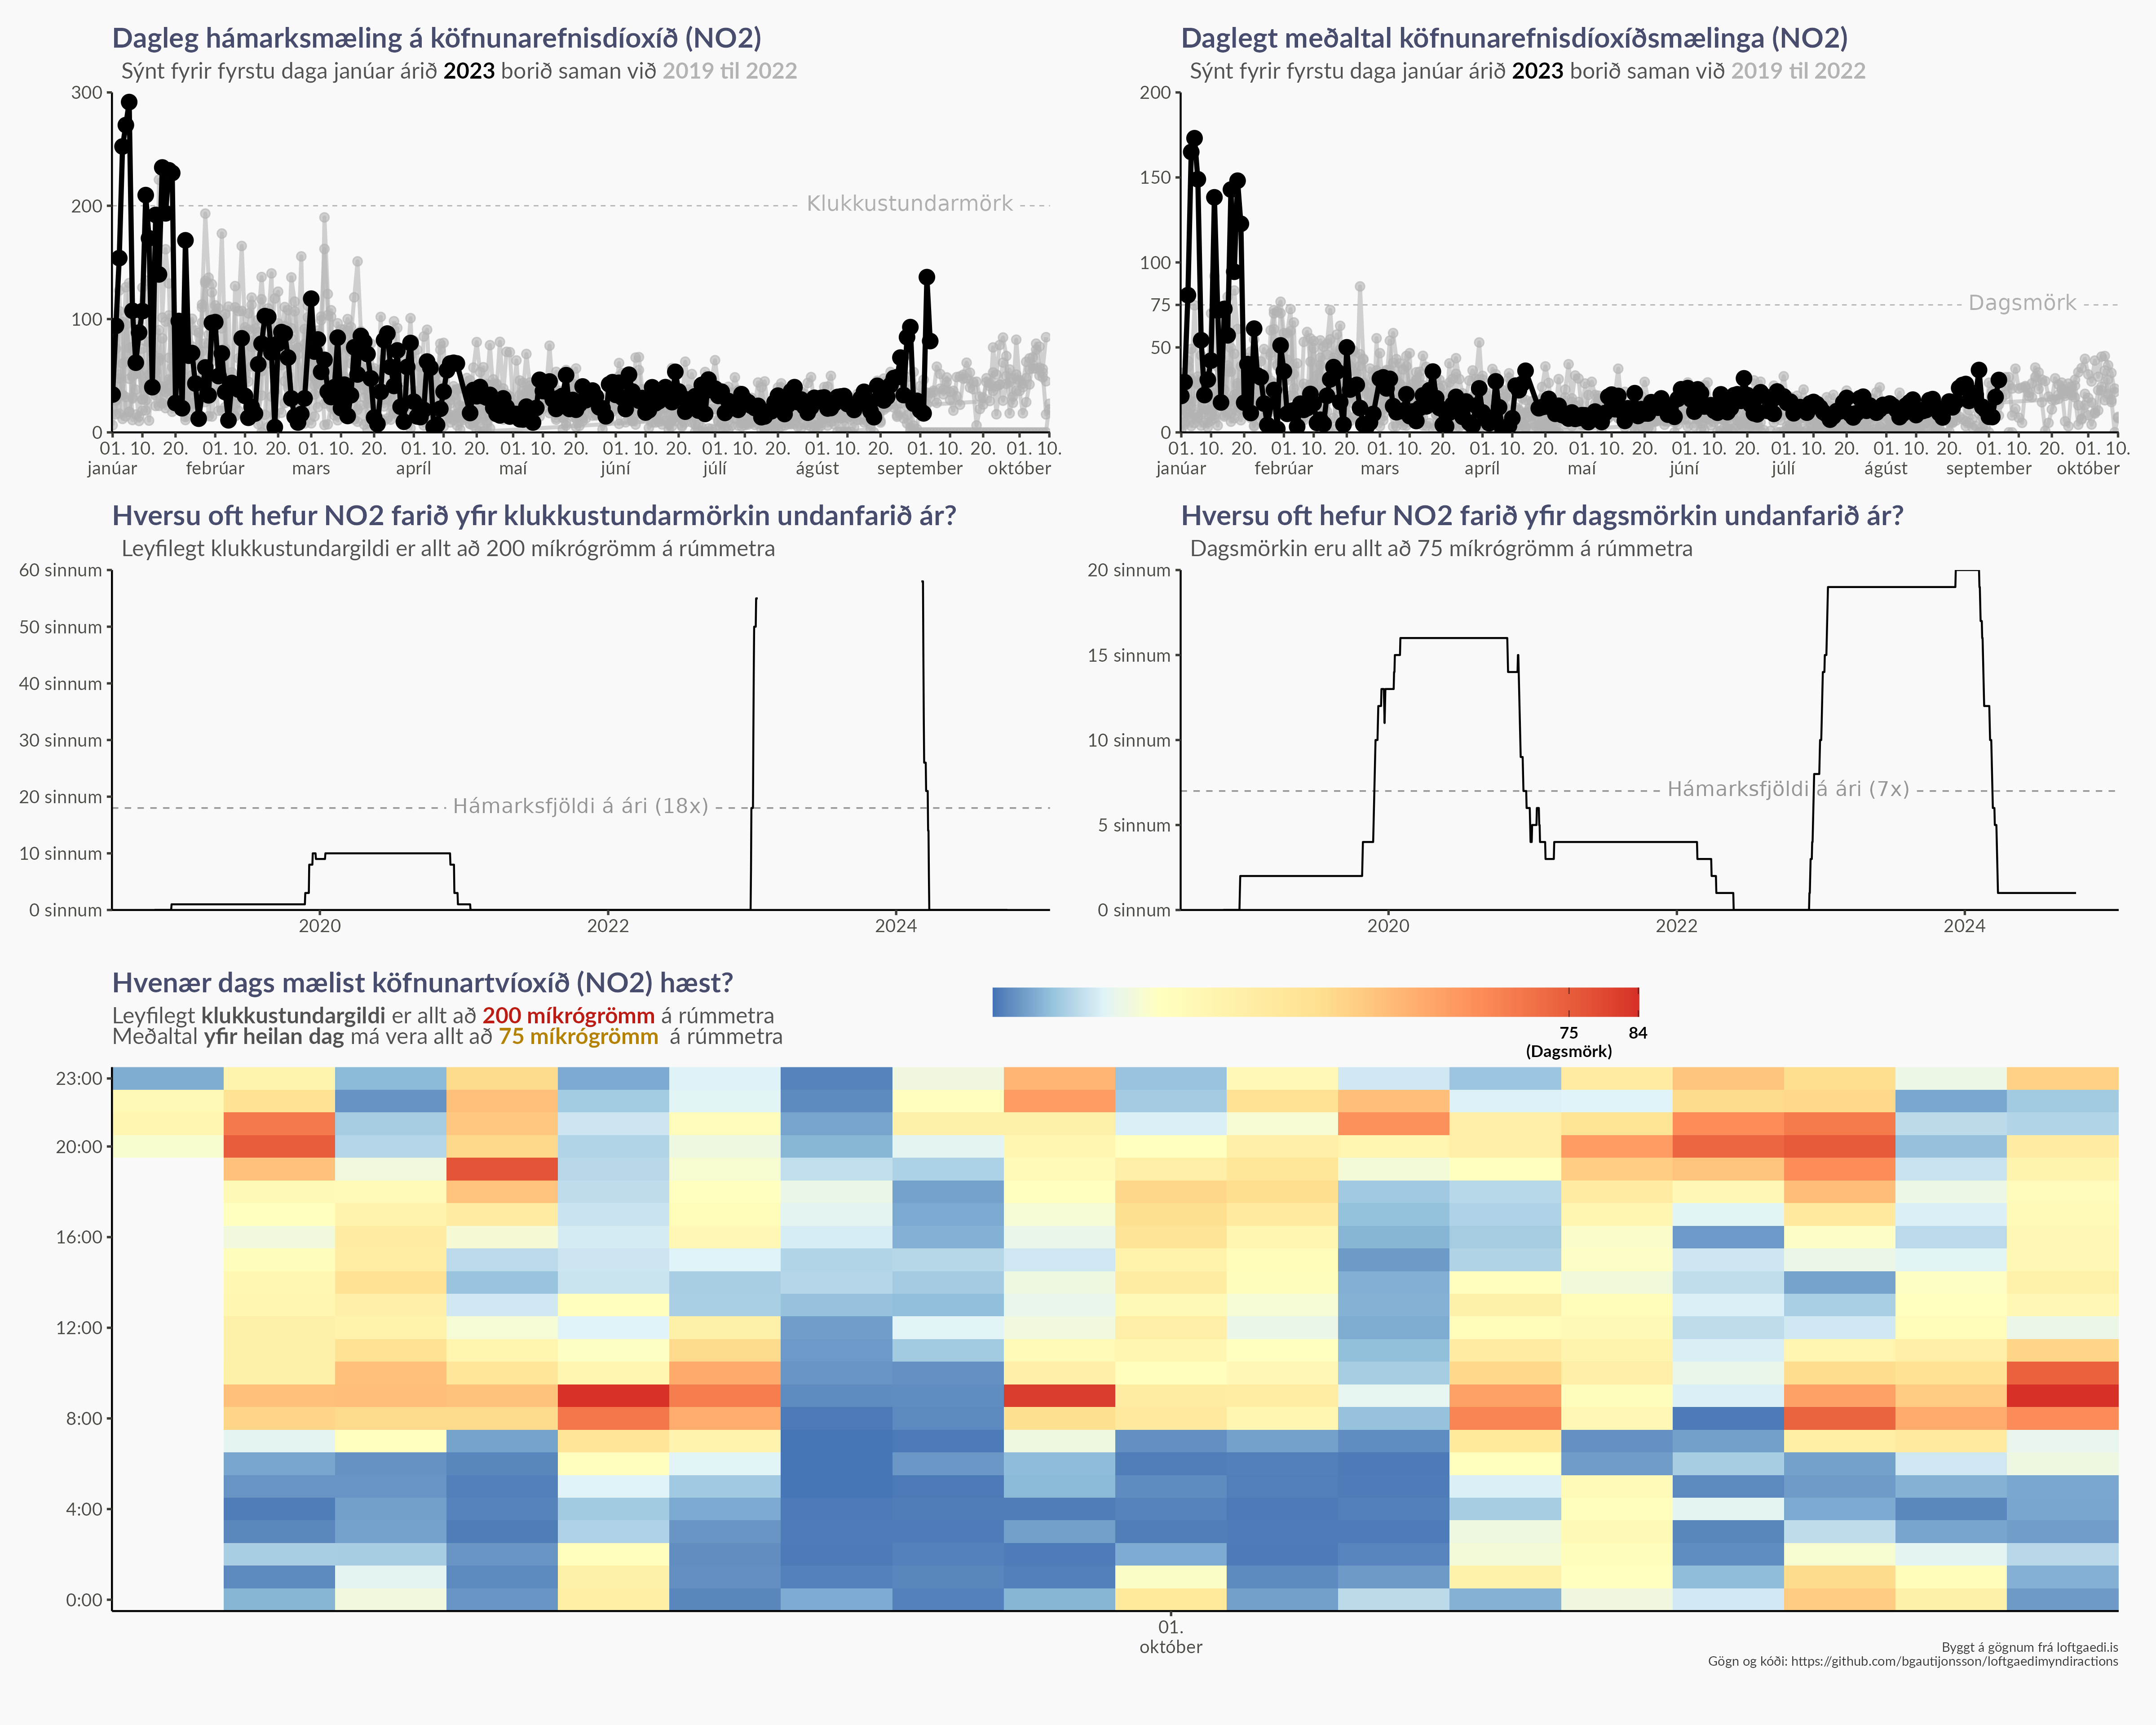 Dagleg hámarksmæling á köfnunarefnisdíoxíð (NO2)
Sýnt fyrir fyrstu daga janúar árið 2023 borið saman við 2019 til 2022
300
200
100
0
Klukkustundarmörk
01. 10. 20. 01. 10. 20. 01. 10. 20. 01. 10. 20. 01. 10. 20. 01. 10. 20. 01. 10. 20. 01. 10. 20. 01. 10. 20. 01. 10.
janúar febrúar mars apríl maí júní júlí ágúst september október
Daglegt meðaltal köfnunarefnisdíoxíðsmælinga (NO2)
Sýnt fyrir fyrstu daga janúar árið 2023 borið saman við 2019 til 2022
200
150
100
75
50
0
Dagsmörk
01. 10. 20. 01. 10. 20. 01. 10. 20. 01. 10. 20. 01. 10. 20. 01. 10. 20. 01. 10. 20. 01. 10. 20. 01. 10. 20. 01. 10.
janúar febrúar mars apríl maí júní júlí ágúst september október
Hversu oft hefur NO2 farið yfir klukkustundarmörkin undanfarið ár?
Leyfilegt klukkustundargildi er allt að 200 míkrógrömm á rúmmetra
60 sinnum
50 sinnum
40 sinnum
30 sinnum
20 sinnum
10 sinnum
0 sinnum
Hámarksfjöldi á ári (18x)
2020 2022 2024
Hversu oft hefur NO2 farið yfir dagsmörkin undanfarið ár?
Dagsmörkin eru allt að 75 míkrógrömm á rúmmetra
20 sinnum
15 sinnum
10 sinnum
5 sinnum
0 sinnum
Hámarksfjöldi á ári (7x)
2020 2022 2024
Hvenær dags mælist köfnunartvíoxíð (NO2) hæst?
Leyfilegt klukkustundargildi er allt að 200 míkrógrömm á rúmmetra
Meðaltal yfir heilan dag má vera allt að 75 míkrógrömm á rúmmetra
75 84
(Dagsmörk)
23:00
20:00
16:00
12:00
8:00
4:00
0:00
01.
október
Byggt á gögnum frá loftgaedi.is
Gögn og kóði: https://github.com/bgautijonsson/loftgaedimyndiractions